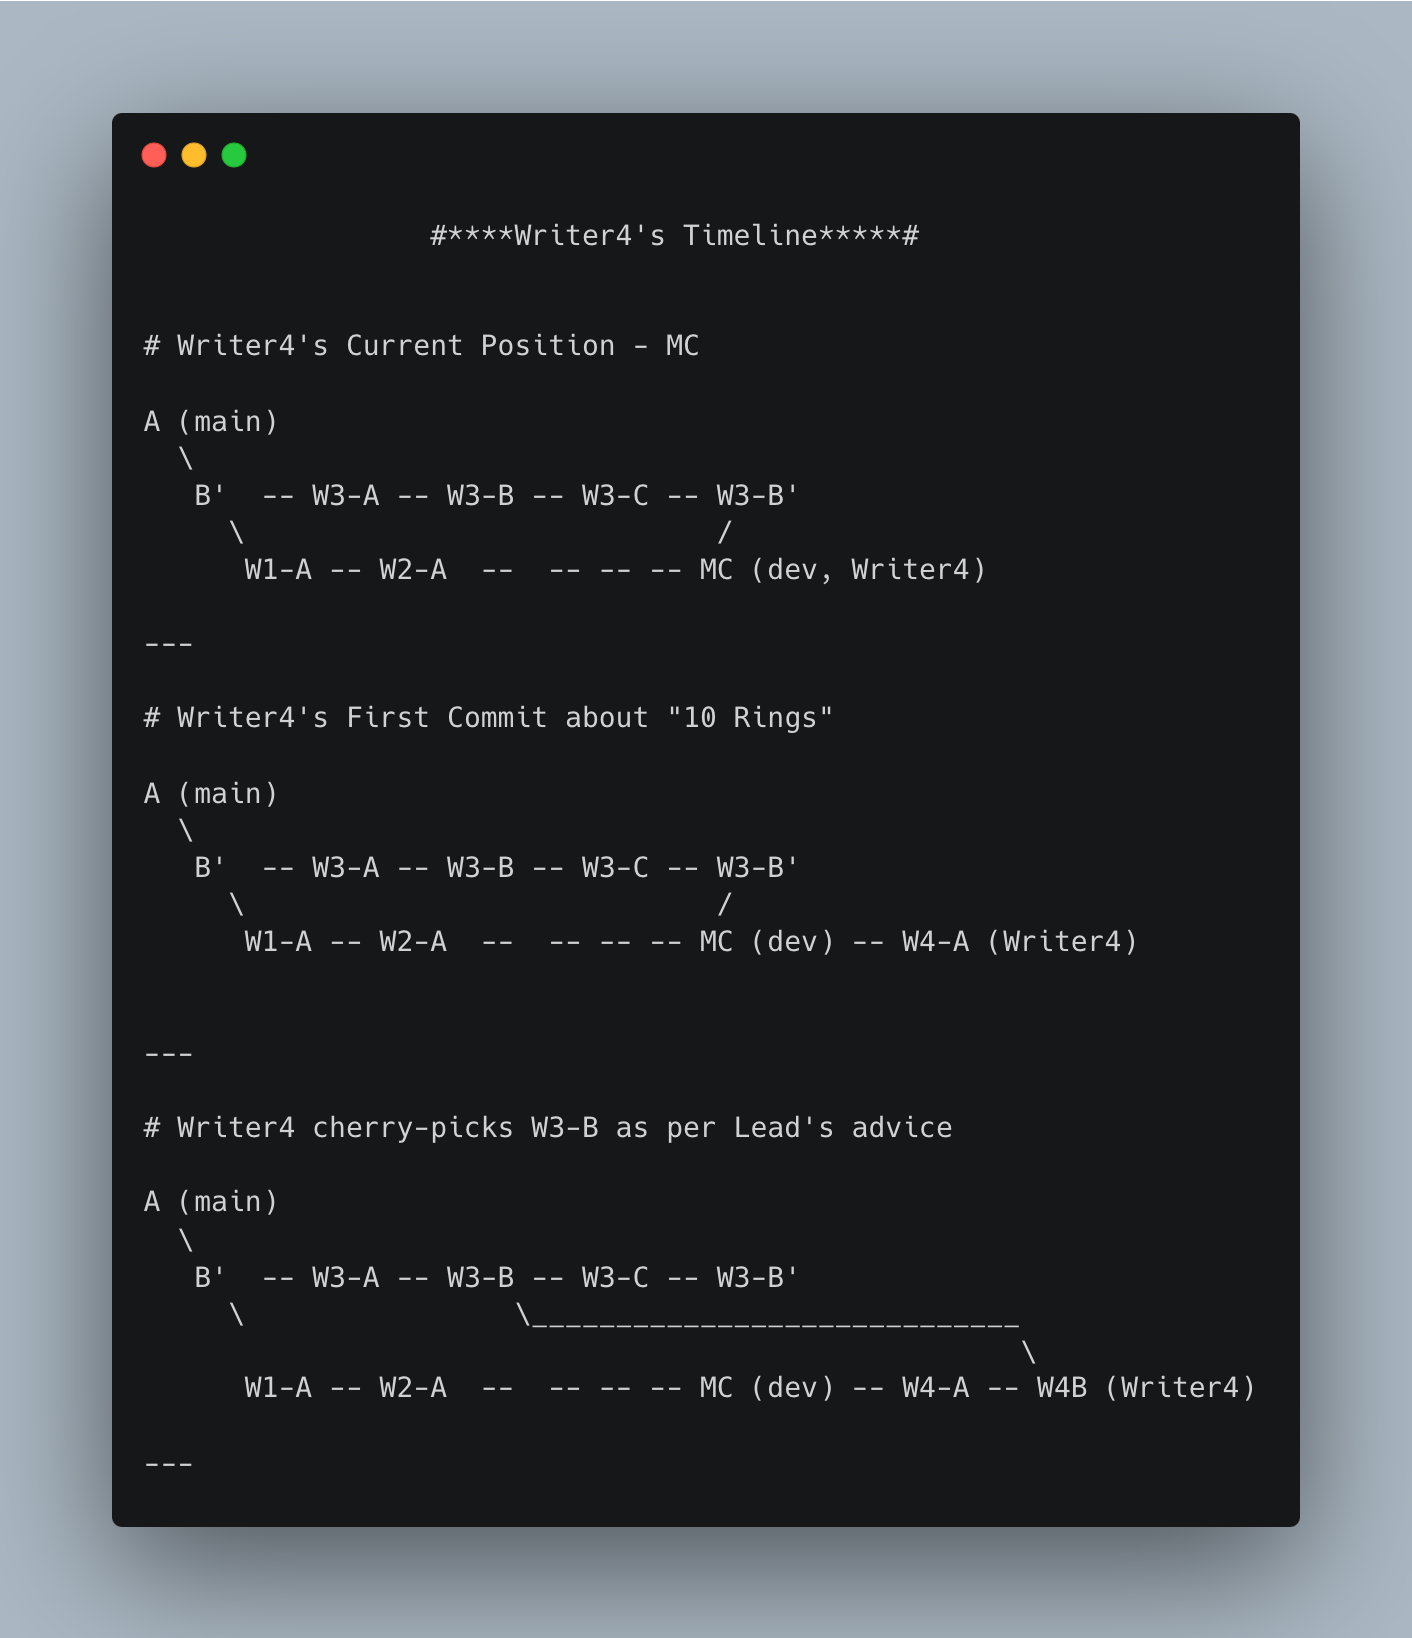 #****Writer4's Timeline*****#
# Writer4's Current Position - MC
A (main)
  \
   B'  -- W3-A -- W3-B -- W3-C -- W3-B'
     \                            /
      W1-A -- W2-A  --  -- -- -- MC (dev, Writer4)
---
# Writer4's First Commit about "10 Rings"
A (main)
  \
   B'  -- W3-A -- W3-B -- W3-C -- W3-B'
     \                            /
      W1-A -- W2-A  --  -- -- -- MC (dev) -- W4-A (Writer4)
---
# Writer4 cherry-picks W3-B as per Lead's advice
A (main)
  \
   B'  -- W3-A -- W3-B -- W3-C -- W3-B'
     \                \_____________________________
                                                    \
      W1-A -- W2-A  --  -- -- -- MC (dev) -- W4-A -- W4B (Writer4)
---